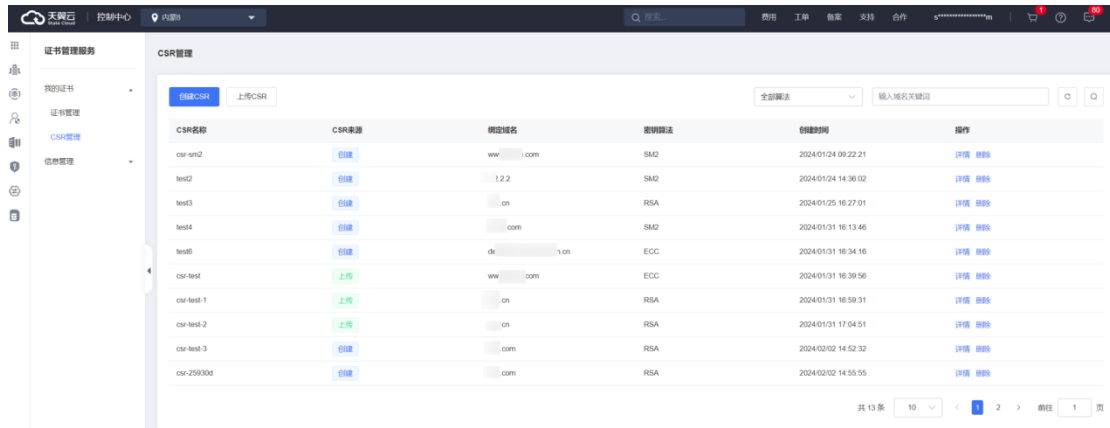 天翼云 State Cloud 控制中心 内蒙8 搜索... 费用 工单 备案 支持 合作 s*****************m 1 80
证书管理服务
我的证书
证书管理
CSR管理
信息管理
CSR管理
创建CSR 上传CSR 全部算法 输入域名关键词
CSR名称 CSR来源 绑定域名 密钥算法 创建时间 操作
csr-sm2 创建 ww .com SM2 2024/01/24 09:22:21 详情 删除
test2 创建 2.2.2 SM2 2024/01/24 14:36:02 详情 删除
test3 创建 .cn RSA 2024/01/25 16:27:01 详情 删除
test4 创建 com SM2 2024/01/31 16:13:46 详情 删除
test6 创建 de n.cn ECC 2024/01/31 16:34:16 详情 删除
csr-test 上传 ww com ECC 2024/01/31 16:39:56 详情 删除
csr-test-1 上传 .cn RSA 2024/01/31 16:59:31 详情 删除
csr-test-2 上传 cn RSA 2024/01/31 17:04:51 详情 删除
csr-test-3 创建 .com RSA 2024/02/02 14:52:32 详情 删除
csr-25930d 创建 .com RSA 2024/02/02 14:55:55 详情 删除
共 13 条 10 1 2 前往 1 页